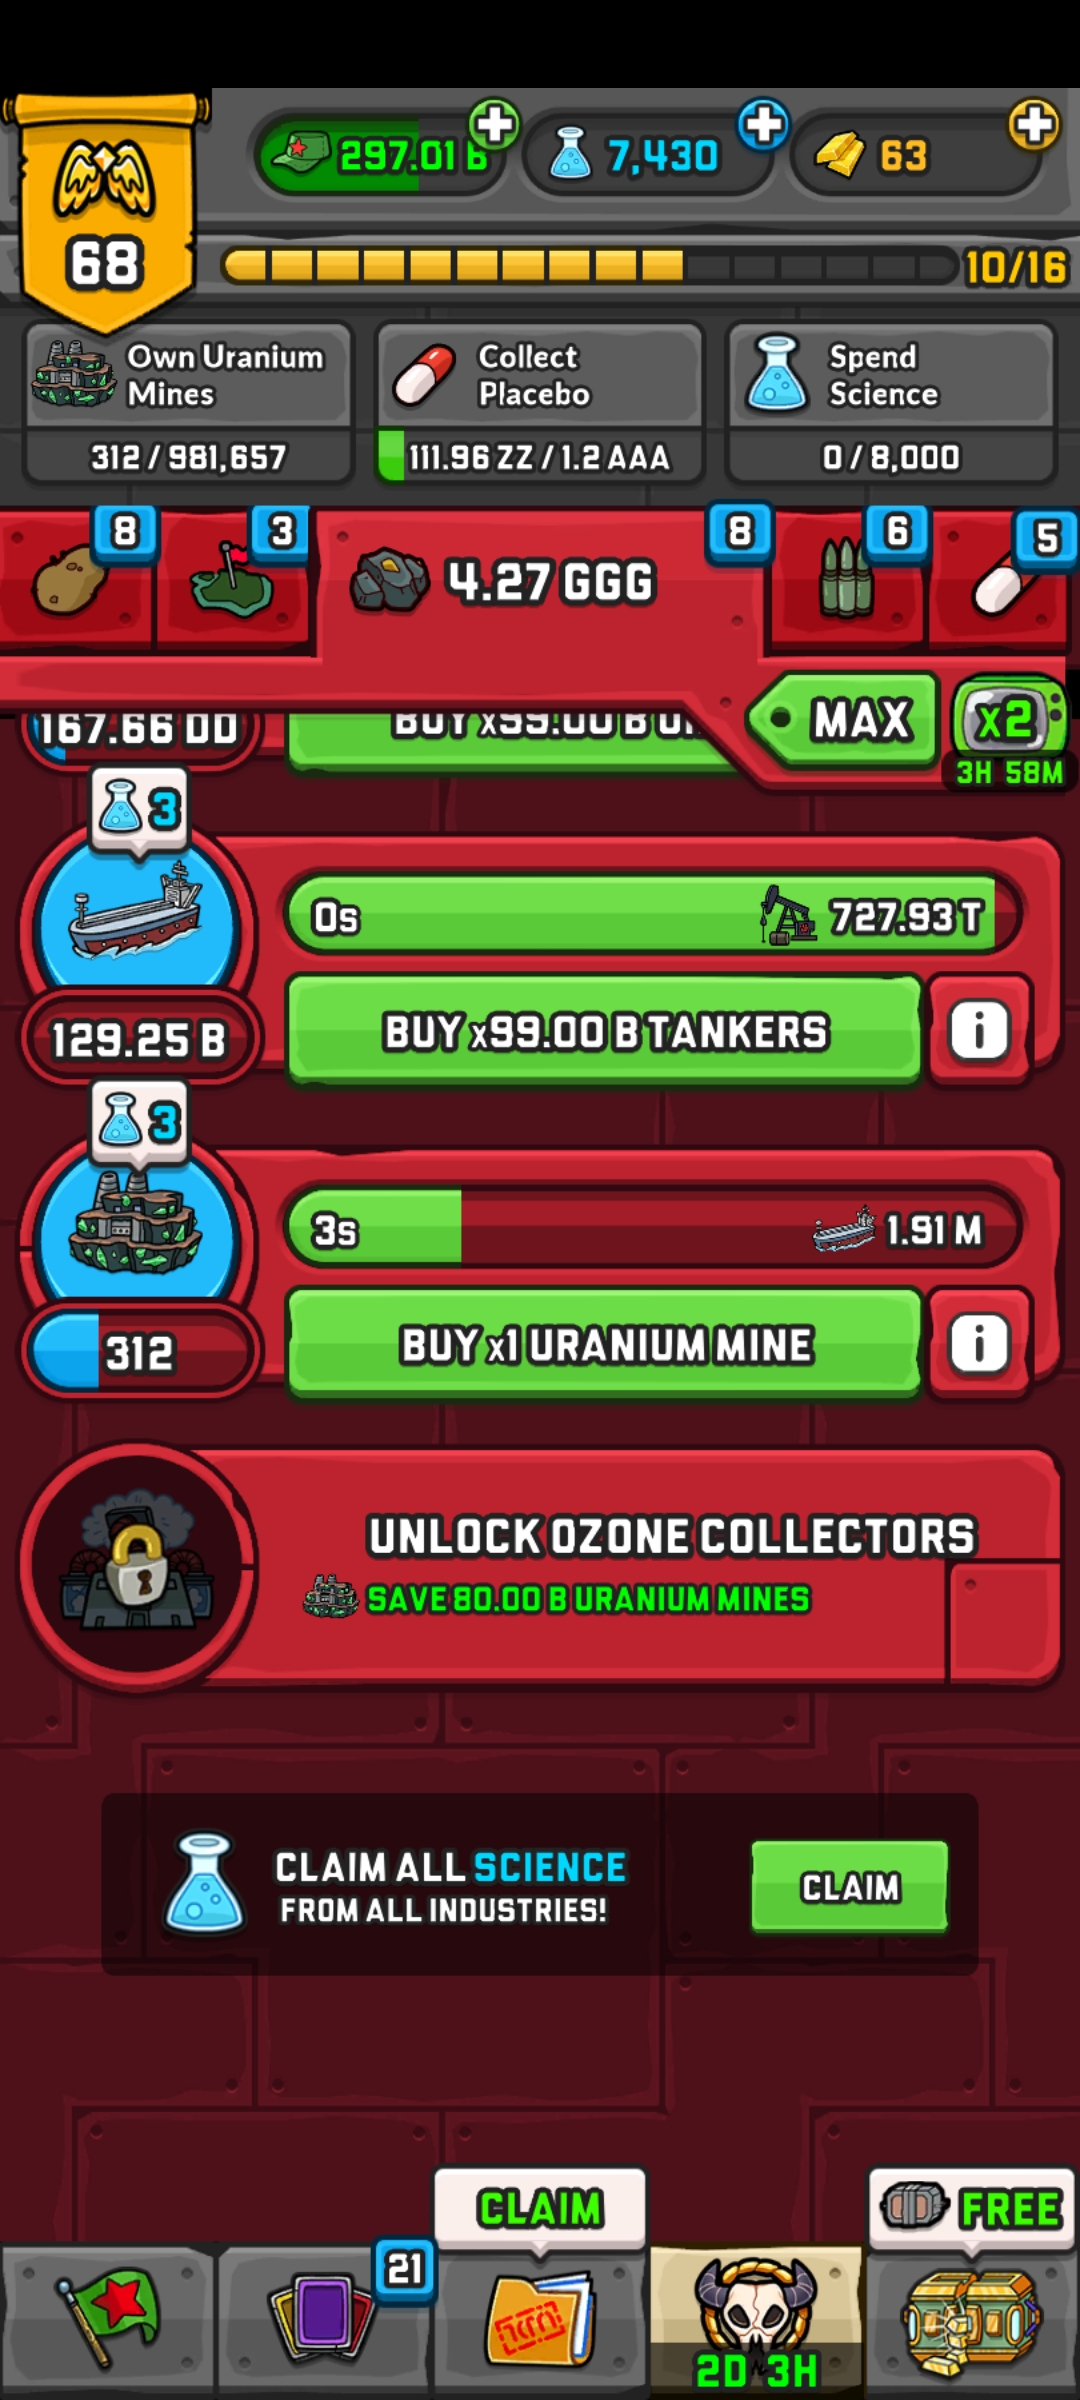 297.01 B
7,430
63
68
10/16
Own Uranium
Mines
312 / 981,657
Collect
Placebo
111.96 ZZ / 1.2 AAA
Spend
Science
0 / 8,000
8
3
4.27 GGG
8
6
5
167.66 DD
BUY x99.00 B
MAX
x2
3H 58M
3
0s
727.93 T
129.25 B
BUY x99.00 B TANKERS
i
3
3s
1.91 M
312
BUY x1 URANIUM MINE
i
UNLOCK OZONE COLLECTORS
SAVE 80.00 B URANIUM MINES
CLAIM ALL SCIENCE
FROM ALL INDUSTRIES!
CLAIM
CLAIM
FREE
21
2D 3H